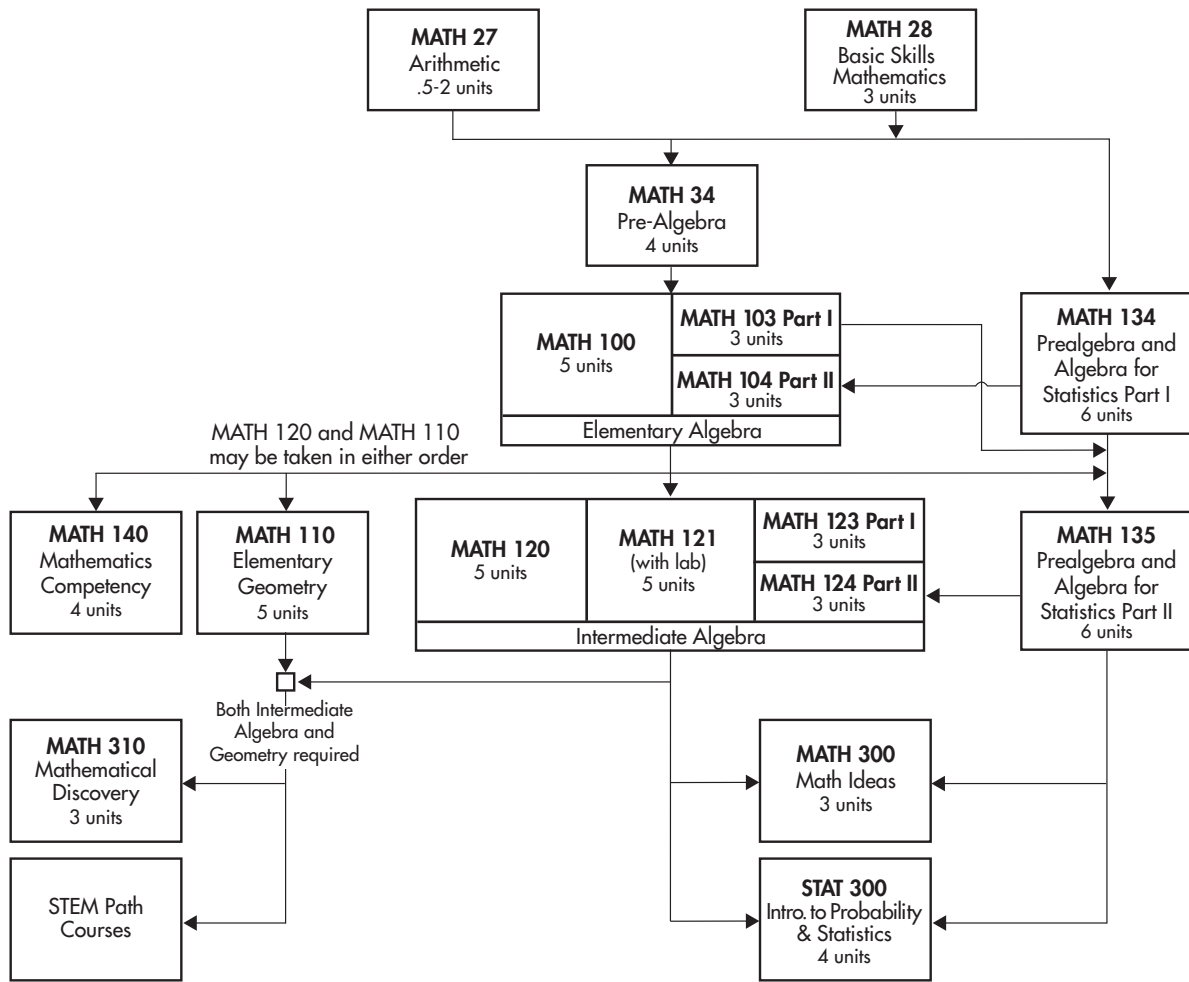 MATH 27
Arithmetic
.5-2 units
MATH 28
Basic Skills
Mathematics
3 units
MATH 34
Pre-Algebra
4 units
MATH 100
5 units
MATH 103 Part I
3 units
MATH 104 Part II
3 units
Elementary Algebra
MATH 134
Prealgebra and
Algebra for
Statistics Part I
6 units
MATH 120 and MATH 110
may be taken in either order
MATH 140
Mathematics
Competency
4 units
MATH 110
Elementary
Geometry
5 units
MATH 120
5 units
MATH 121
(with lab)
5 units
MATH 123 Part I
3 units
MATH 124 Part II
3 units
Intermediate Algebra
MATH 135
Prealgebra and
Algebra for
Statistics Part II
6 units
Both Intermediate
Algebra and
Geometry required
MATH 310
Mathematical
Discovery
3 units
MATH 300
Math Ideas
3 units
STEM Path
Courses
STAT 300
Intro. to Probability
& Statistics
4 units